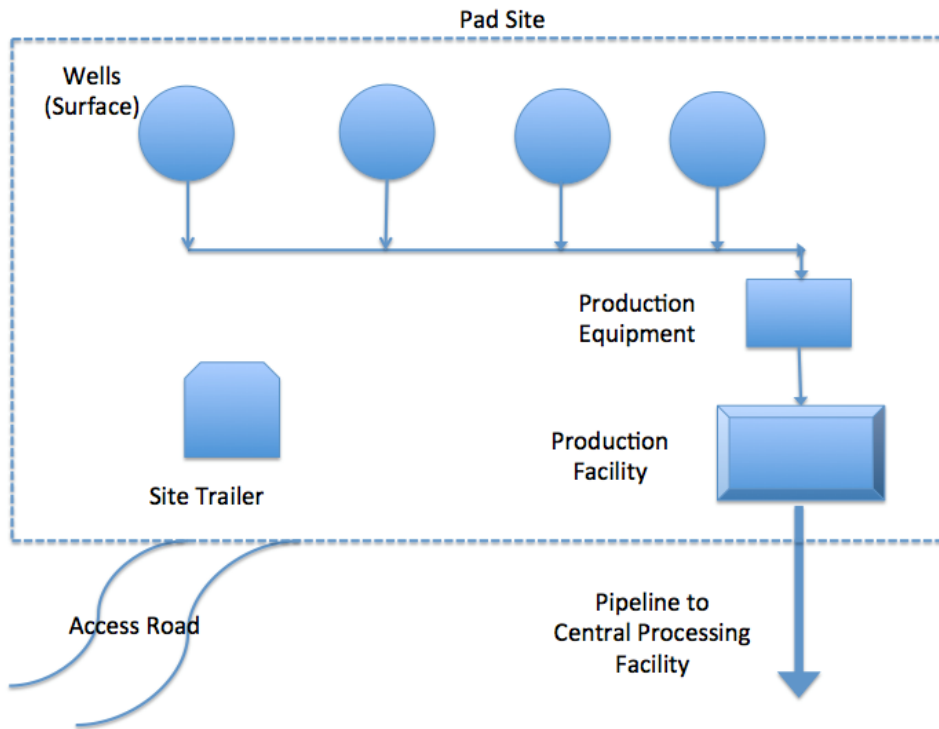 Pad Site
Wells
(Surface)
Production
Equipment
Production
Facility
Site Trailer
Access Road
Pipeline to
Central Processing
Facility